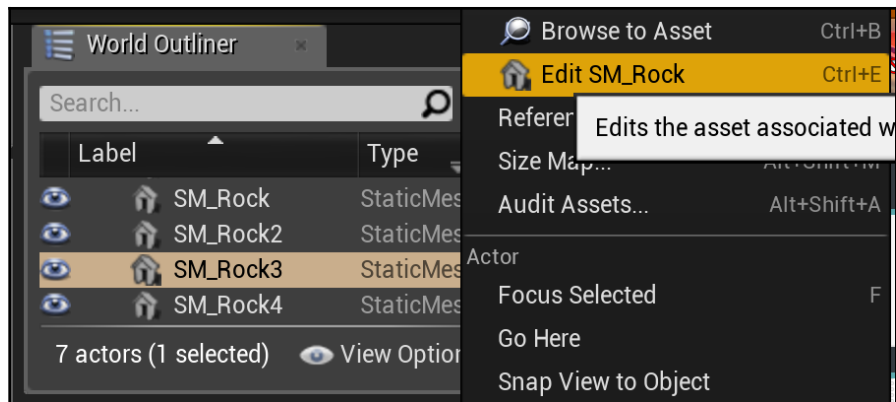 World Outliner
Search...
Label Type
SM_Rock StaticMes
SM_Rock2 StaticMes
SM_Rock3 StaticMes
SM_Rock4 StaticMes
7 actors (1 selected) View Option
Browse to Asset Ctrl+B
Edit SM_Rock Ctrl+E
Referen
Edits the asset associated w
Size Map... Alt+Shift+M
Audit Assets... Alt+Shift+A
Actor
Focus Selected F
Go Here
Snap View to Object